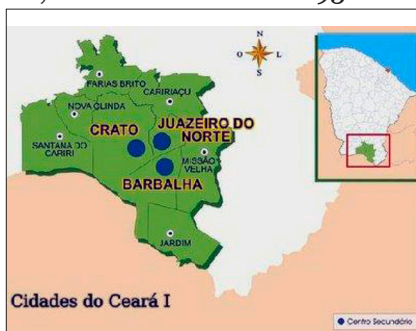 N
O L
S
FARIAS BRITO
CARIRIAÇU
NOVA OLINDA
CRATO
JUAZEIRO DO
NORTE
SANTANA DO
CARIRI
MISSÃO
VELHA
BARBALHA
JARDIM
Cidades do Ceará I
Centro Secundário